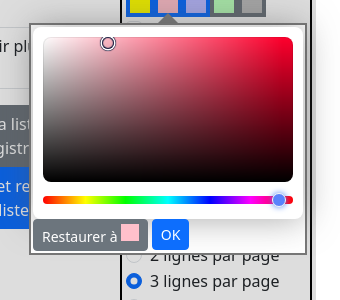 ir plu
a list
gistr
et re
liste
Restaurer à
OK
2 lignes par page
3 lignes par page